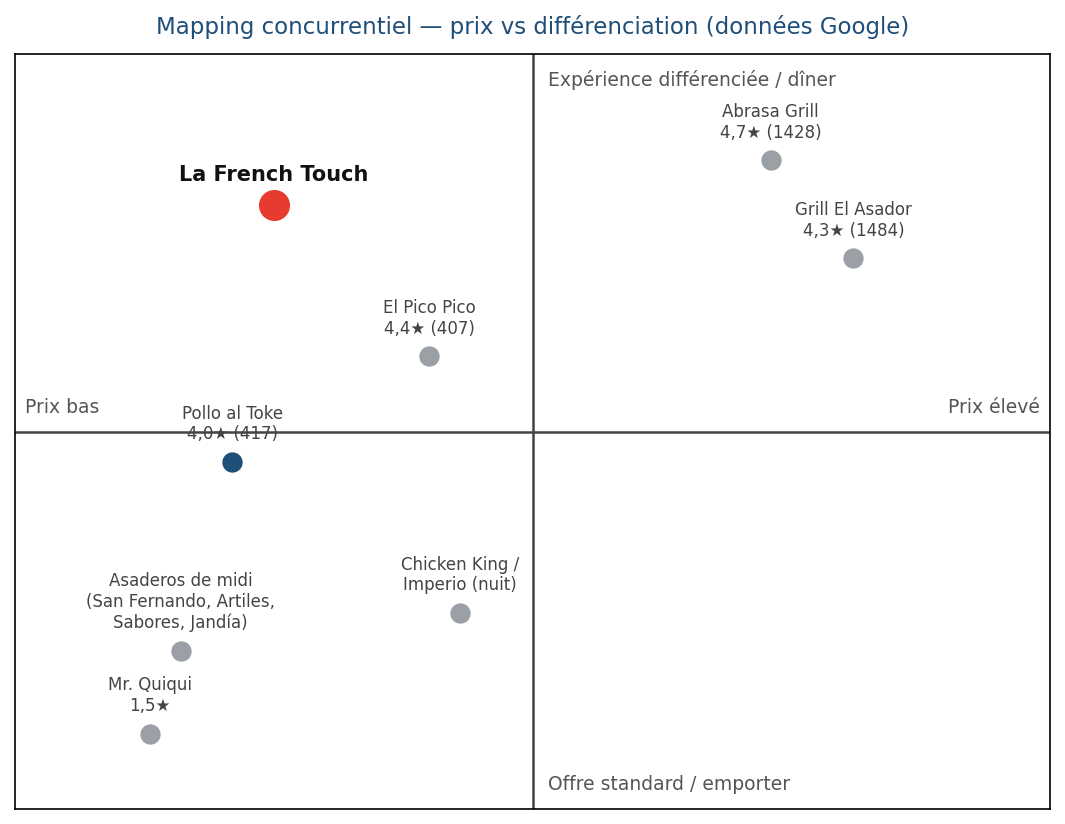 Mapping concurrentiel — prix vs différenciation (données Google)
Expérience différenciée / dîner
Abrasa Grill
4,7★ (1428)
La French Touch
Grill El Asador
4,3★ (1484)
El Pico Pico
4,4★ (407)
Prix bas
Prix élevé
Pollo al Toke
4,0★ (417)
Chicken King /
Imperio (nuit)
Asaderos de midi
(San Fernando, Artiles,
Sabores, Jandía)
Mr. Quiqui
1,5★
Offre standard / emporter